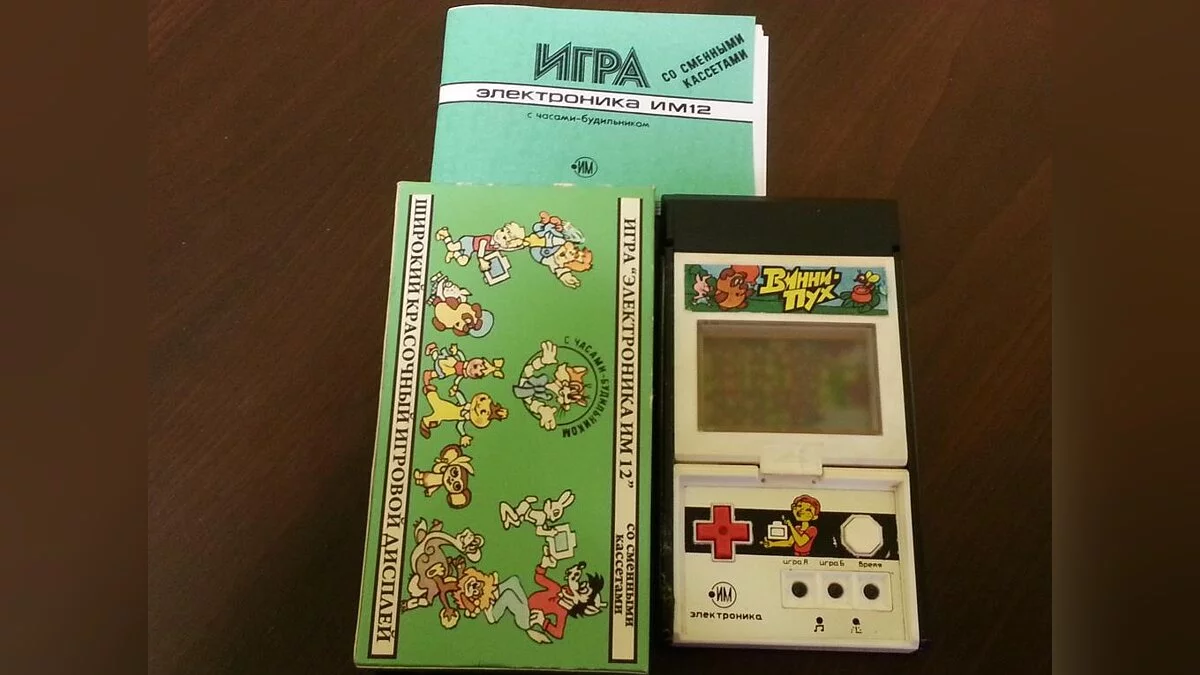 ИГРА
СО СМЕННЫМИ
КАССЕТАМИ
электроника ИМ12
с часами-будильником
ИМ
ШИРОКИЙ КРАСОЧНЫЙ ИГРОВОЙ ДИСПЛЕЙ
С ЧАСАМИ-БУДИЛЬНИКОМ
ИГРА "ЭЛЕКТРОНИКА ИМ 12"
со сменными
кассетами
ВИННИ-
ПУХ
игра А игра Б Время
ИМ
электроника